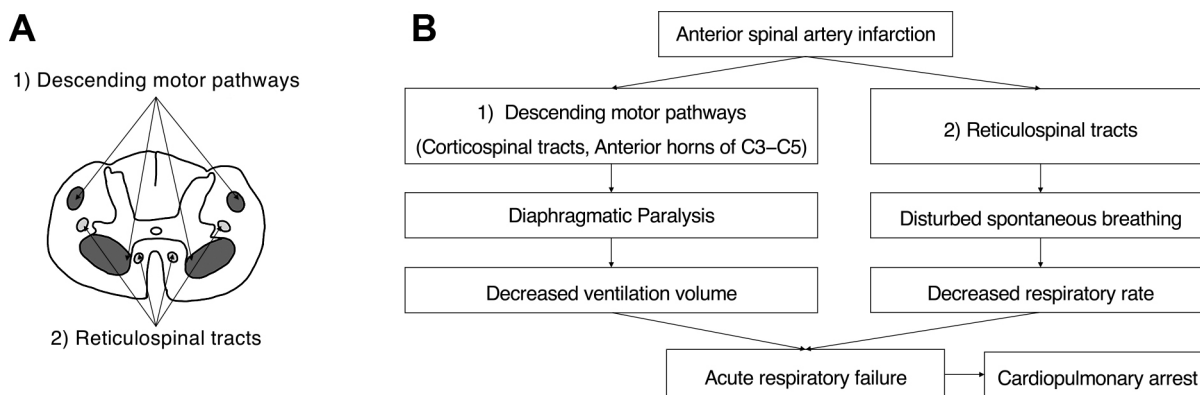 A
1) Descending motor pathways
2) Reticulospinal tracts
B
Anterior spinal artery infarction
1) Descending motor pathways
(Corticospinal tracts, Anterior horns of C3–C5)
2) Reticulospinal tracts
Diaphragmatic Paralysis
Disturbed spontaneous breathing
Decreased ventilation volume
Decreased respiratory rate
Acute respiratory failure
Cardiopulmonary arrest